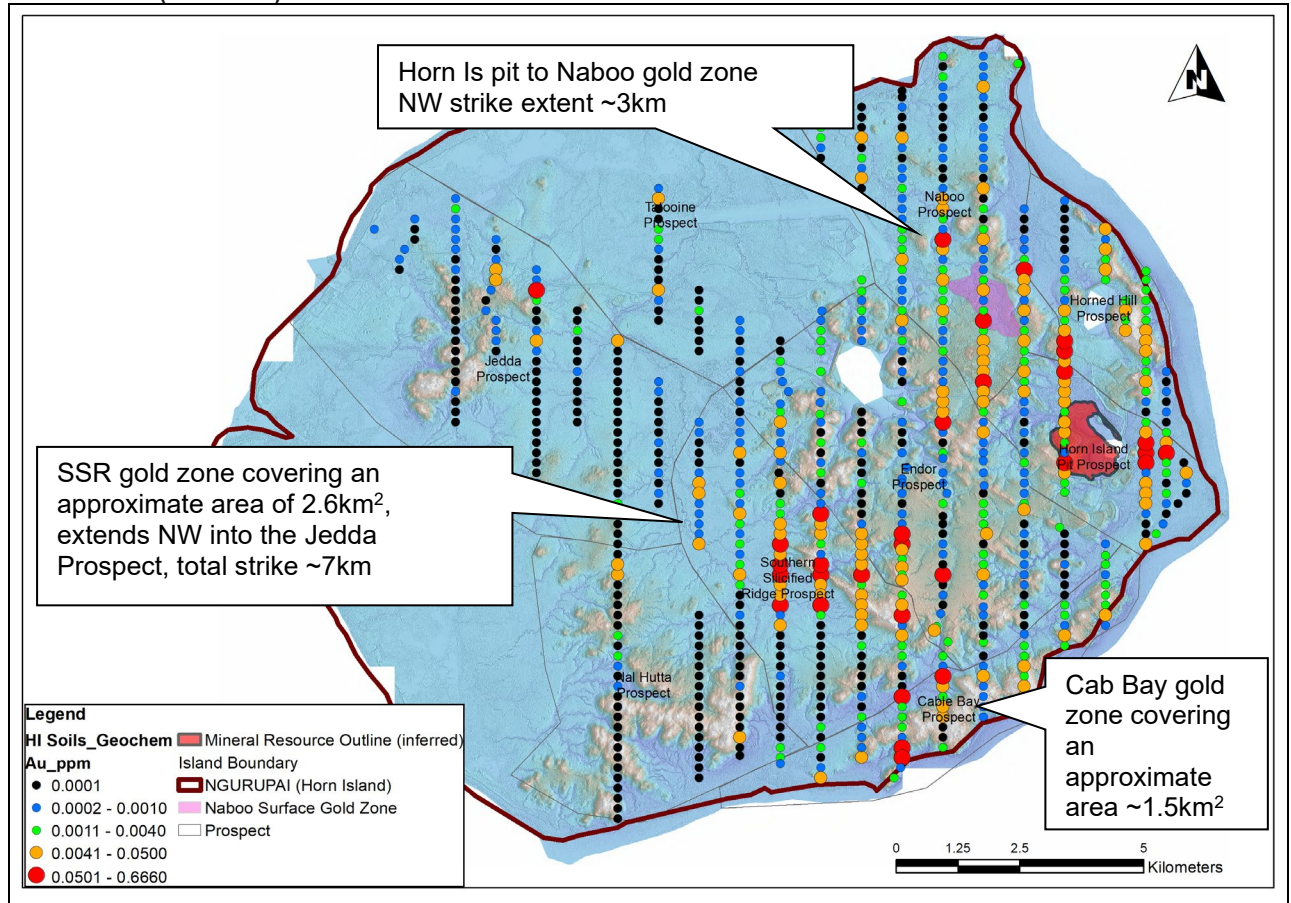 Horn Is pit to Naboo gold zone
NW strike extent ~3km
N
Naboo
Prospect
Talooine
Prospect
Horned Hill
Prospect
Jedda
Prospect
Horn Island
Pit Prospect
Endor
Prospect
SSR gold zone covering an
approximate area of 2.6km²,
extends NW into the Jedda
Prospect, total strike ~7km
Southern
Silicified
Ridge Prospect
Nal Hutta
Prospect
Cable Bay
Prospect
Cab Bay gold
zone covering
an
approximate
area ~1.5km²
Legend
HI Soils_Geochem
Au_ppm
0.0001
0.0002 - 0.0010
0.0011 - 0.0040
0.0041 - 0.0500
0.0501 - 0.6660
Mineral Resource Outline (inferred)
Island Boundary
NGURUPAI (Horn Island)
Naboo Surface Gold Zone
Prospect
0 1.25 2.5 5
Kilometers